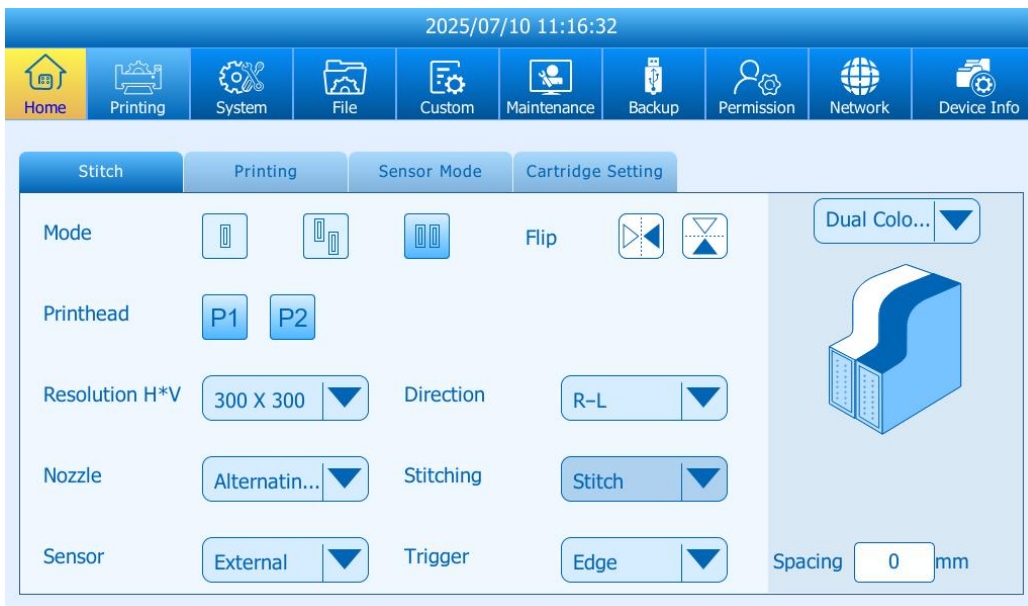 2025/07/10 11:16:32
Home Printing System File Custom Maintenance Backup Permission Network Device Info
Stitch Printing Sensor Mode Cartridge Setting
Mode Flip Dual Colo...
Printhead P1 P2
Resolution H*V 300 X 300 Direction R-L
Nozzle Alternatin... Stitching Stitch
Sensor External Trigger Edge Spacing 0 mm